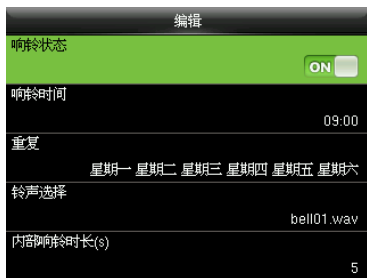 编辑
响铃状态
ON
响铃时间
09:00
重复
星期一 星期二 星期三 星期四 星期五 星期六
铃声选择
bell01.wav
内部响铃时长(s)
5